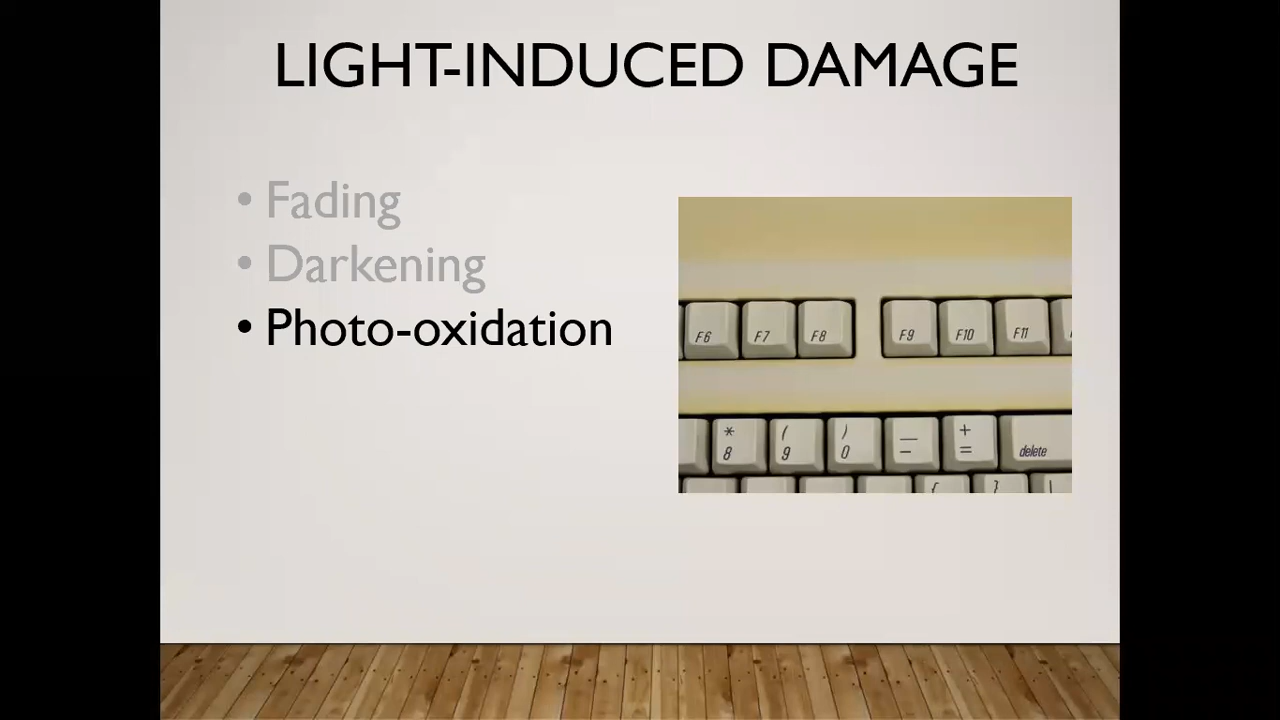 LIGHT-INDUCED DAMAGE
• Fading
• Darkening
• Photo-oxidation
F6 F7 F8 F9 F10 F11
* ( ) — +
8 9 0 - = delete
{ } |